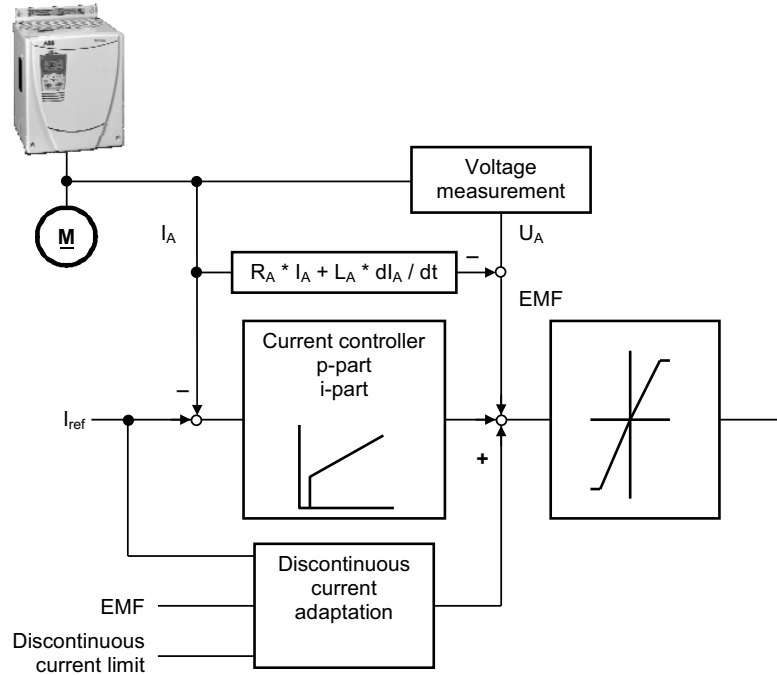 ABB
Voltage
measurement
M
I_A
U_A
–
R_A * I_A + L_A * dI_A / dt
EMF
Current controller
p-part
i-part
–
I_ref
+
Discontinuous
current
adaptation
EMF
Discontinuous
current limit